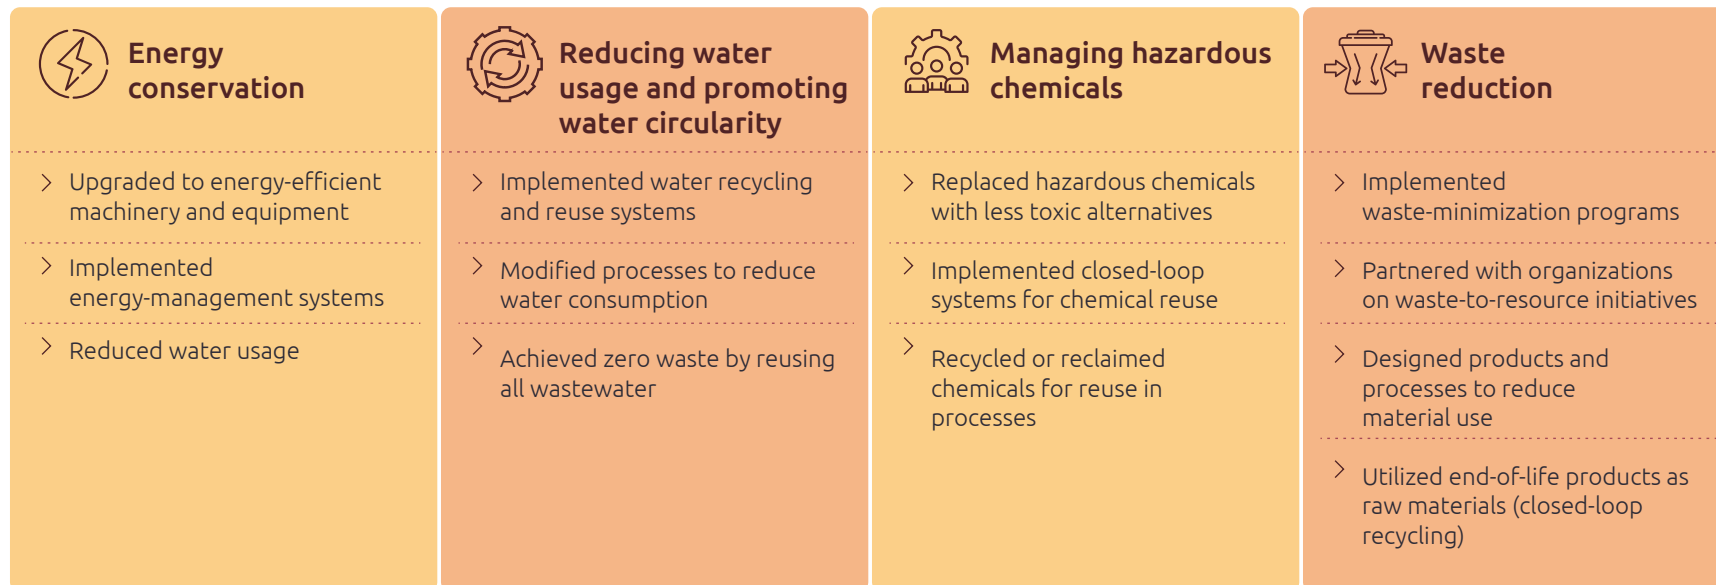 Energy
conservation
Upgraded to energy-efficient
machinery and equipment
Implemented
energy-management systems
Reduced water usage
Reducing water
usage and promoting
water circularity
Implemented water recycling
and reuse systems
Modified processes to reduce
water consumption
Achieved zero waste by reusing
all wastewater
Managing hazardous
chemicals
Replaced hazardous chemicals
with less toxic alternatives
Implemented closed-loop
systems for chemical reuse
Recycled or reclaimed
chemicals for reuse in
processes
Waste
reduction
Implemented
waste-minimization programs
Partnered with organizations
on waste-to-resource initiatives
Designed products and
processes to reduce
material use
Utilized end-of-life products as
raw materials (closed-loop
recycling)